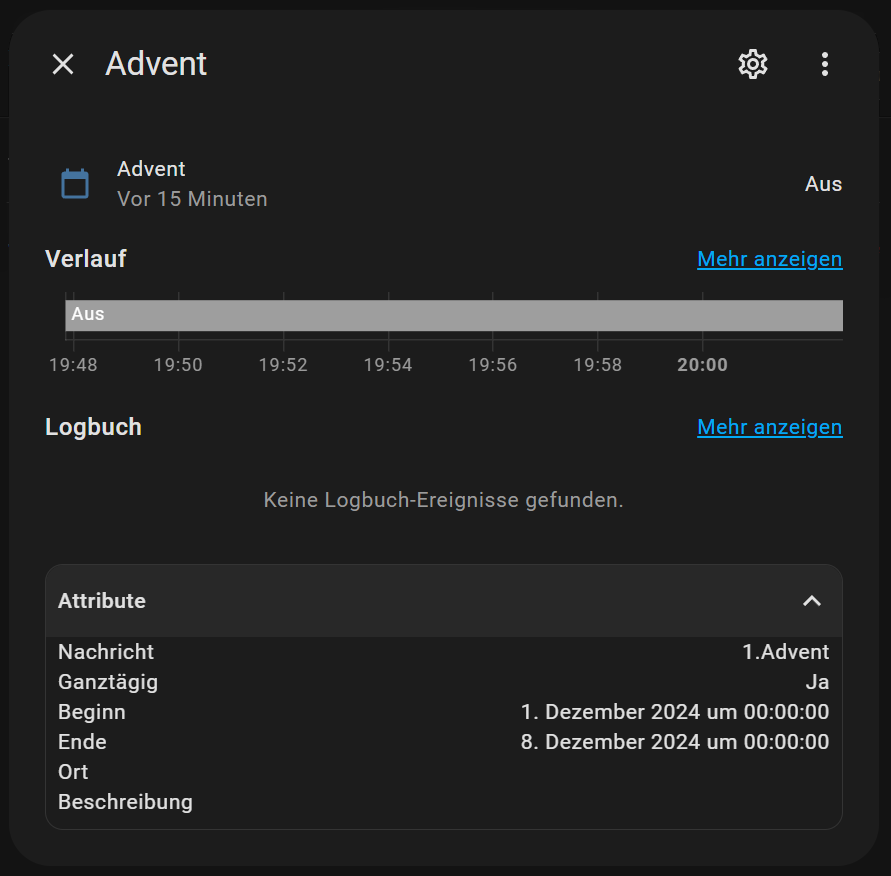 Advent
Advent
Vor 15 Minuten
Aus
Verlauf
Mehr anzeigen
Aus
19:48 19:50 19:52 19:54 19:56 19:58 20:00
Logbuch
Mehr anzeigen
Keine Logbuch-Ereignisse gefunden.
Attribute
Nachricht 1.Advent
Ganztägig Ja
Beginn 1. Dezember 2024 um 00:00:00
Ende 8. Dezember 2024 um 00:00:00
Ort
Beschreibung